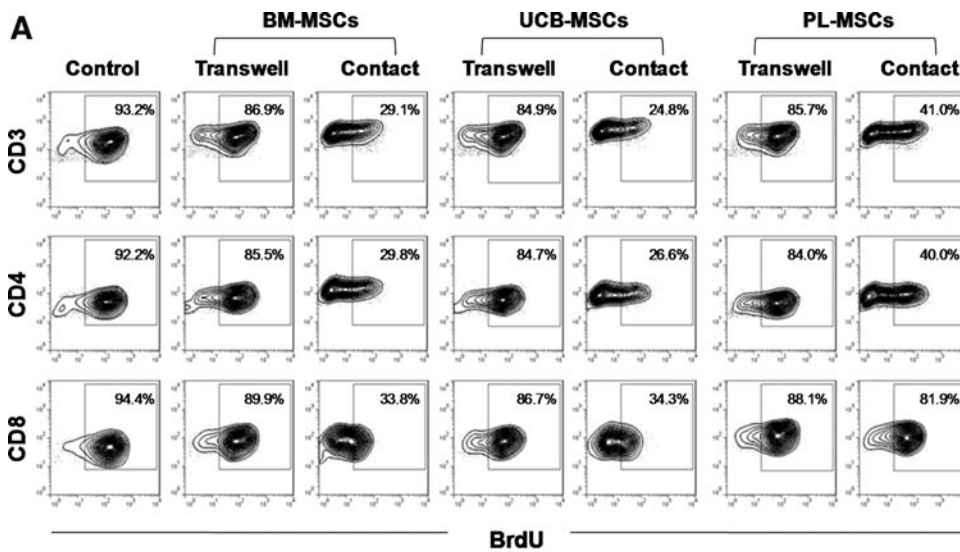 A
BM-MSCs UCB-MSCs PL-MSCs
Control Transwell Contact Transwell Contact Transwell Contact
CD3 93.2% 86.9% 29.1% 84.9% 24.8% 85.7% 41.0%
CD4 92.2% 85.5% 29.8% 84.7% 26.6% 84.0% 40.0%
CD8 94.4% 89.9% 33.8% 86.7% 34.3% 88.1% 81.9%
BrdU